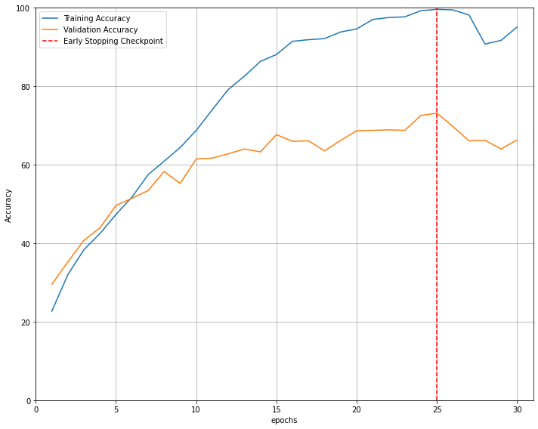 Training Accuracy
Validation Accuracy
Early Stopping Checkpoint
Accuracy
100
80
60
40
20
0
0 5 10 15 20 25 30
epochs